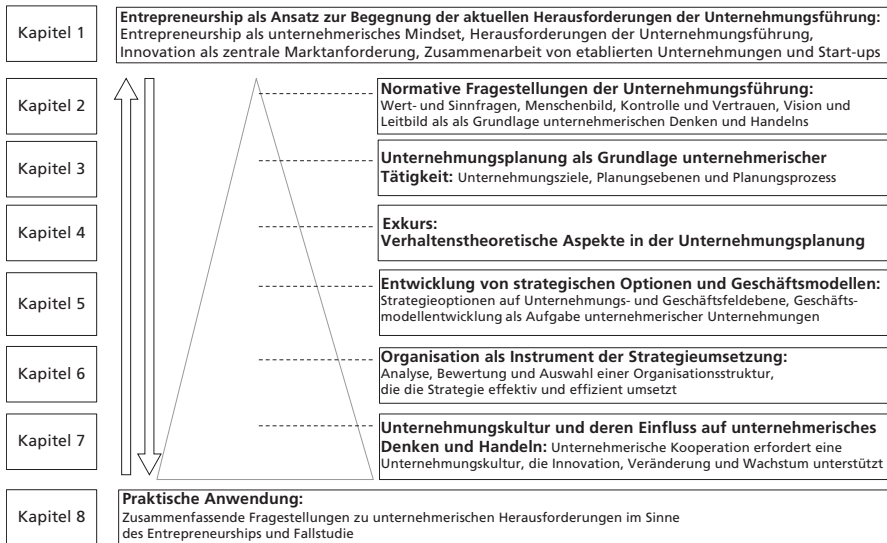 Kapitel 1
Entrepreneurship als Ansatz zur Begegnung der aktuellen Herausforderungen der Unternehmungsführung:
Entrepreneurship als unternehmerisches Mindset, Herausforderungen der Unternehmungsführung,
Innovation als zentrale Marktanforderung, Zusammenarbeit von etablierten Unternehmungen und Start-ups
Kapitel 2
Normative Fragestellungen der Unternehmungsführung:
Wert- und Sinnfragen, Menschenbild, Kontrolle und Vertrauen, Vision und
Leitbild als als Grundlage unternehmerischen Denken und Handelns
Kapitel 3
Unternehmungsplanung als Grundlage unternehmerischer
Tätigkeit: Unternehmungsziele, Planungsebenen und Planungsprozess
Kapitel 4
Exkurs:
Verhaltenstheoretische Aspekte in der Unternehmungsplanung
Kapitel 5
Entwicklung von strategischen Optionen und Geschäftsmodellen:
Strategieoptionen auf Unternehmungs- und Geschäftsfeldebene, Geschäfts-
modellentwicklung als Aufgabe unternehmerischer Unternehmungen
Kapitel 6
Organisation als Instrument der Strategieumsetzung:
Analyse, Bewertung und Auswahl einer Organisationsstruktur,
die die Strategie effektiv und effizient umsetzt
Kapitel 7
Unternehmungskultur und deren Einfluss auf unternehmerisches
Denken und Handeln: Unternehmerische Kooperation erfordert eine
Unternehmungskultur, die Innovation, Veränderung und Wachstum unterstützt
Kapitel 8
Praktische Anwendung:
Zusammenfassende Fragestellungen zu unternehmerischen Herausforderungen im Sinne
des Entrepreneurships und Fallstudie